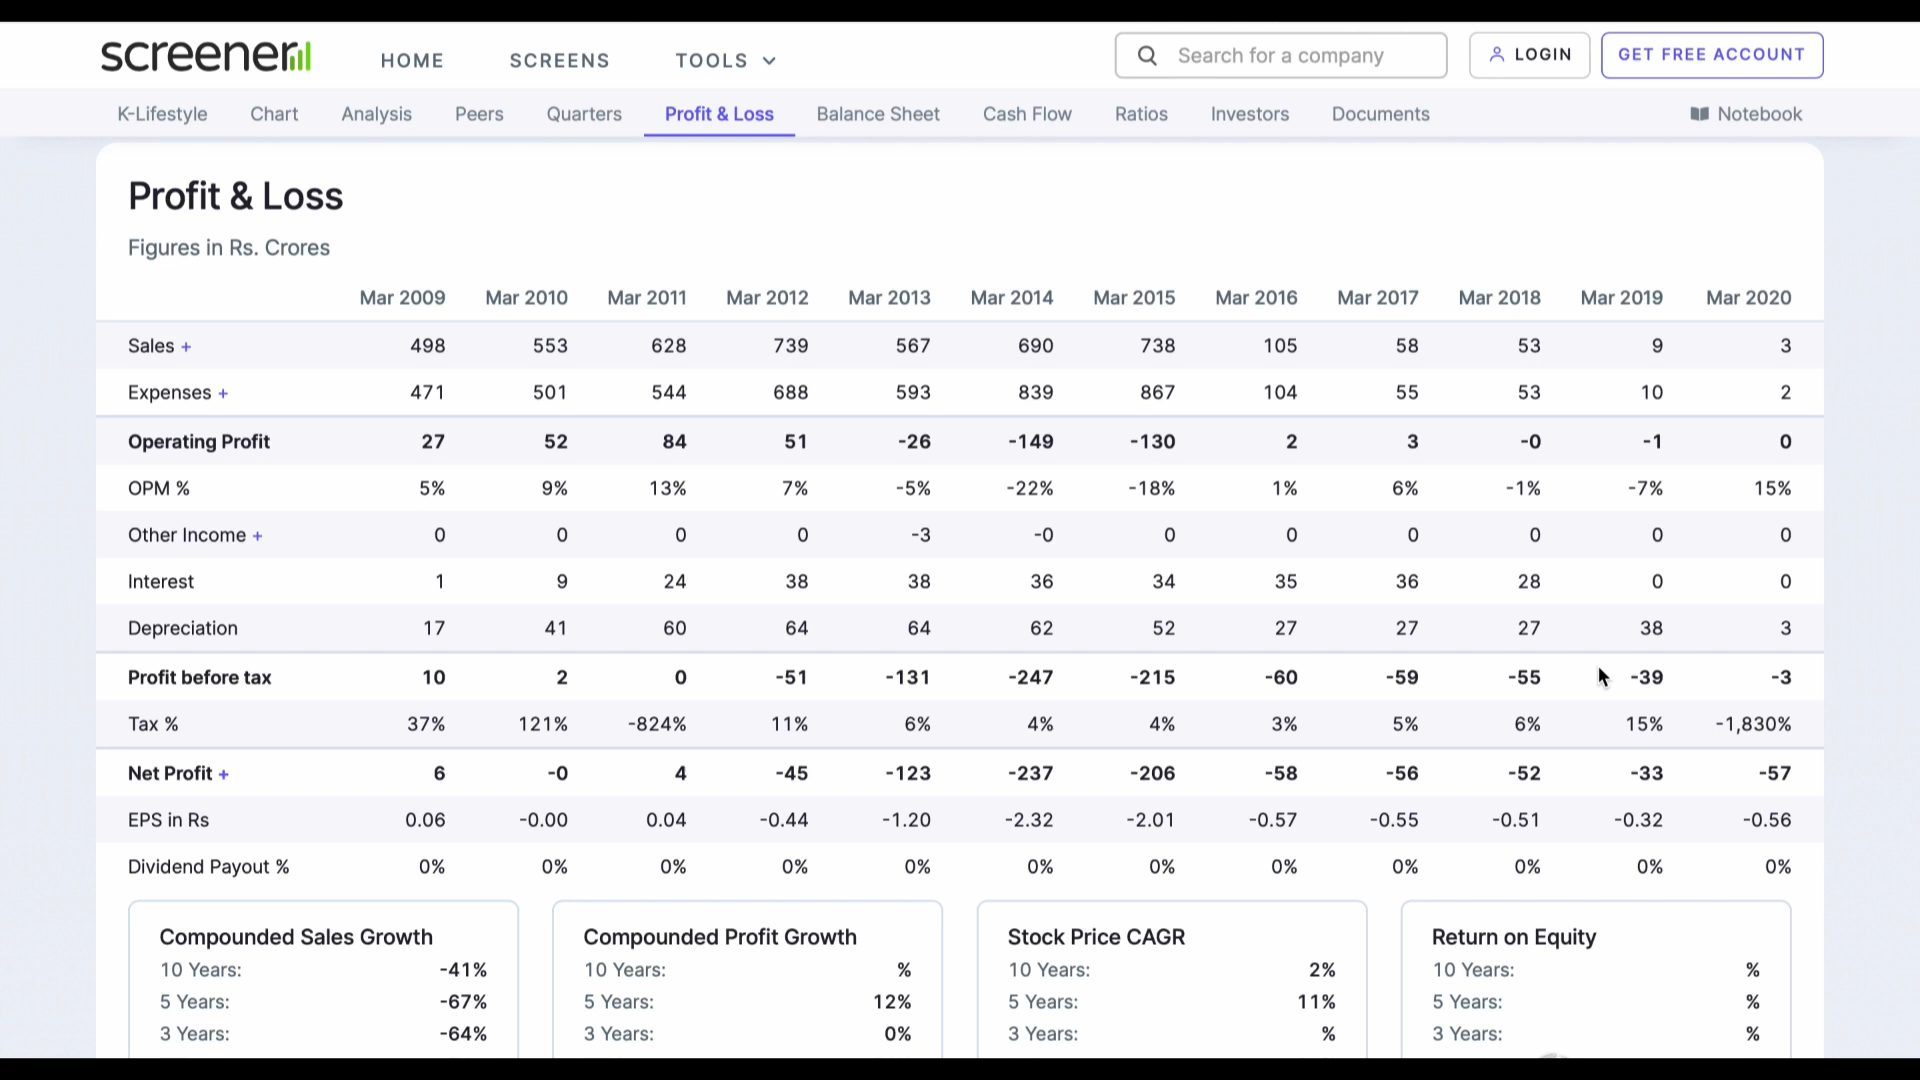 screener
HOME SCREENS TOOLS Search for a company LOGIN GET FREE ACCOUNT
K-Lifestyle Chart Analysis Peers Quarters Profit & Loss Balance Sheet Cash Flow Ratios Investors Documents Notebook
Profit & Loss
Figures in Rs. Crores
Mar 2009 Mar 2010 Mar 2011 Mar 2012 Mar 2013 Mar 2014 Mar 2015 Mar 2016 Mar 2017 Mar 2018 Mar 2019 Mar 2020
Sales + 498 553 628 739 567 690 738 105 58 53 9 3
Expenses + 471 501 544 688 593 839 867 104 55 53 10 2
Operating Profit 27 52 84 51 -26 -149 -130 2 3 -0 -1 0
OPM % 5% 9% 13% 7% -5% -22% -18% 1% 6% -1% -7% 15%
Other Income + 0 0 0 0 -3 -0 0 0 0 0 0 0
Interest 1 9 24 38 38 36 34 35 36 28 0 0
Depreciation 17 41 60 64 64 62 52 27 27 27 38 3
Profit before tax 10 2 0 -51 -131 -247 -215 -60 -59 -55 -39 -3
Tax % 37% 121% -824% 11% 6% 4% 4% 3% 5% 6% 15% -1,830%
Net Profit + 6 -0 4 -45 -123 -237 -206 -58 -56 -52 -33 -57
EPS in Rs 0.06 -0.00 0.04 -0.44 -1.20 -2.32 -2.01 -0.57 -0.55 -0.51 -0.32 -0.56
Dividend Payout % 0% 0% 0% 0% 0% 0% 0% 0% 0% 0% 0% 0%
Compounded Sales Growth
10 Years: -41%
5 Years: -67%
3 Years: -64%
Compounded Profit Growth
10 Years: %
5 Years: 12%
3 Years: 0%
Stock Price CAGR
10 Years: 2%
5 Years: 11%
3 Years: %
Return on Equity
10 Years: %
5 Years: %
3 Years: %